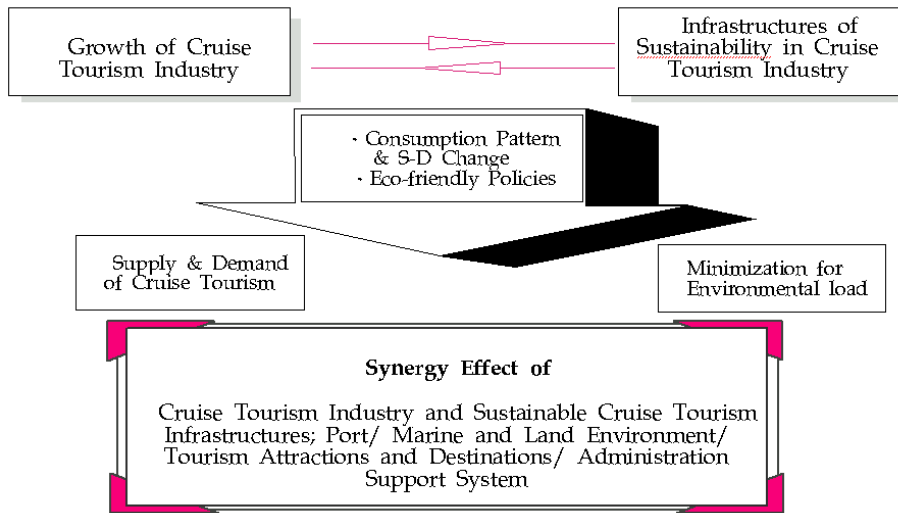 Growth of Cruise
Tourism Industry
Infrastructures of
Sustainability in Cruise
Tourism Industry
· Consumption Pattern
& S-D Change
· Eco-friendly Policies
Supply & Demand
of Cruise Tourism
Minimization for
Environmental load
Synergy Effect of
Cruise Tourism Industry and Sustainable Cruise Tourism
Infrastructures; Port/ Marine and Land Environment/
Tourism Attractions and Destinations/ Administration
Support System